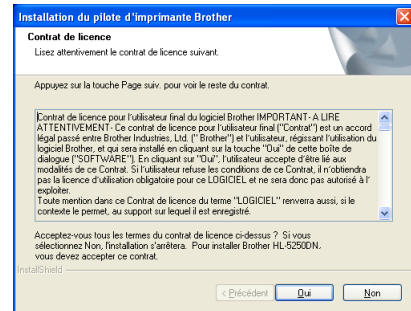 Installation du pilote d'imprimante Brother
Contrat de licence
Lisez attentivement le contrat de licence suivant.
Appuyez sur la touche Page suiv. pour voir le reste du contrat.
Contrat de licence pour l'utilisateur final du logiciel Brother IMPORTANT- A LIRE
ATTENTIVEMENT- Ce contrat de licence pour l'utilisateur final ("Contrat") est un accord
légal passé entre Brother Industries, Ltd. (" Brother") et l'utilisateur, régissant l'utilisation du
logiciel Brother, et qui sera installé en cliquant sur la touche "Oui" de cette boîte de
dialogue ("SOFTWARE"). En cliquant sur "Oui", l'utilisateur accepte d'être lié aux
modalités de ce Contrat. Si l'utilisateur refuse les conditions de ce Contrat, il n'obtiendra
pas la licence d'utilisation obligatoire pour ce LOGICIEL et ne sera donc pas autorisé à l'
exploiter.
Toute mention dans ce Contrat de licence du terme "LOGICIEL" renverra aussi, si le
contexte le permet, au support sur lequel il est enregistré.
Acceptez-vous tous les termes du contrat de licence ci-dessus ? Si vous
sélectionnez Non, l'installation s'arrêtera. Pour installer Brother HL-5250DN,
vous devez accepter ce contrat.
InstallShield
< Précédent Oui Non